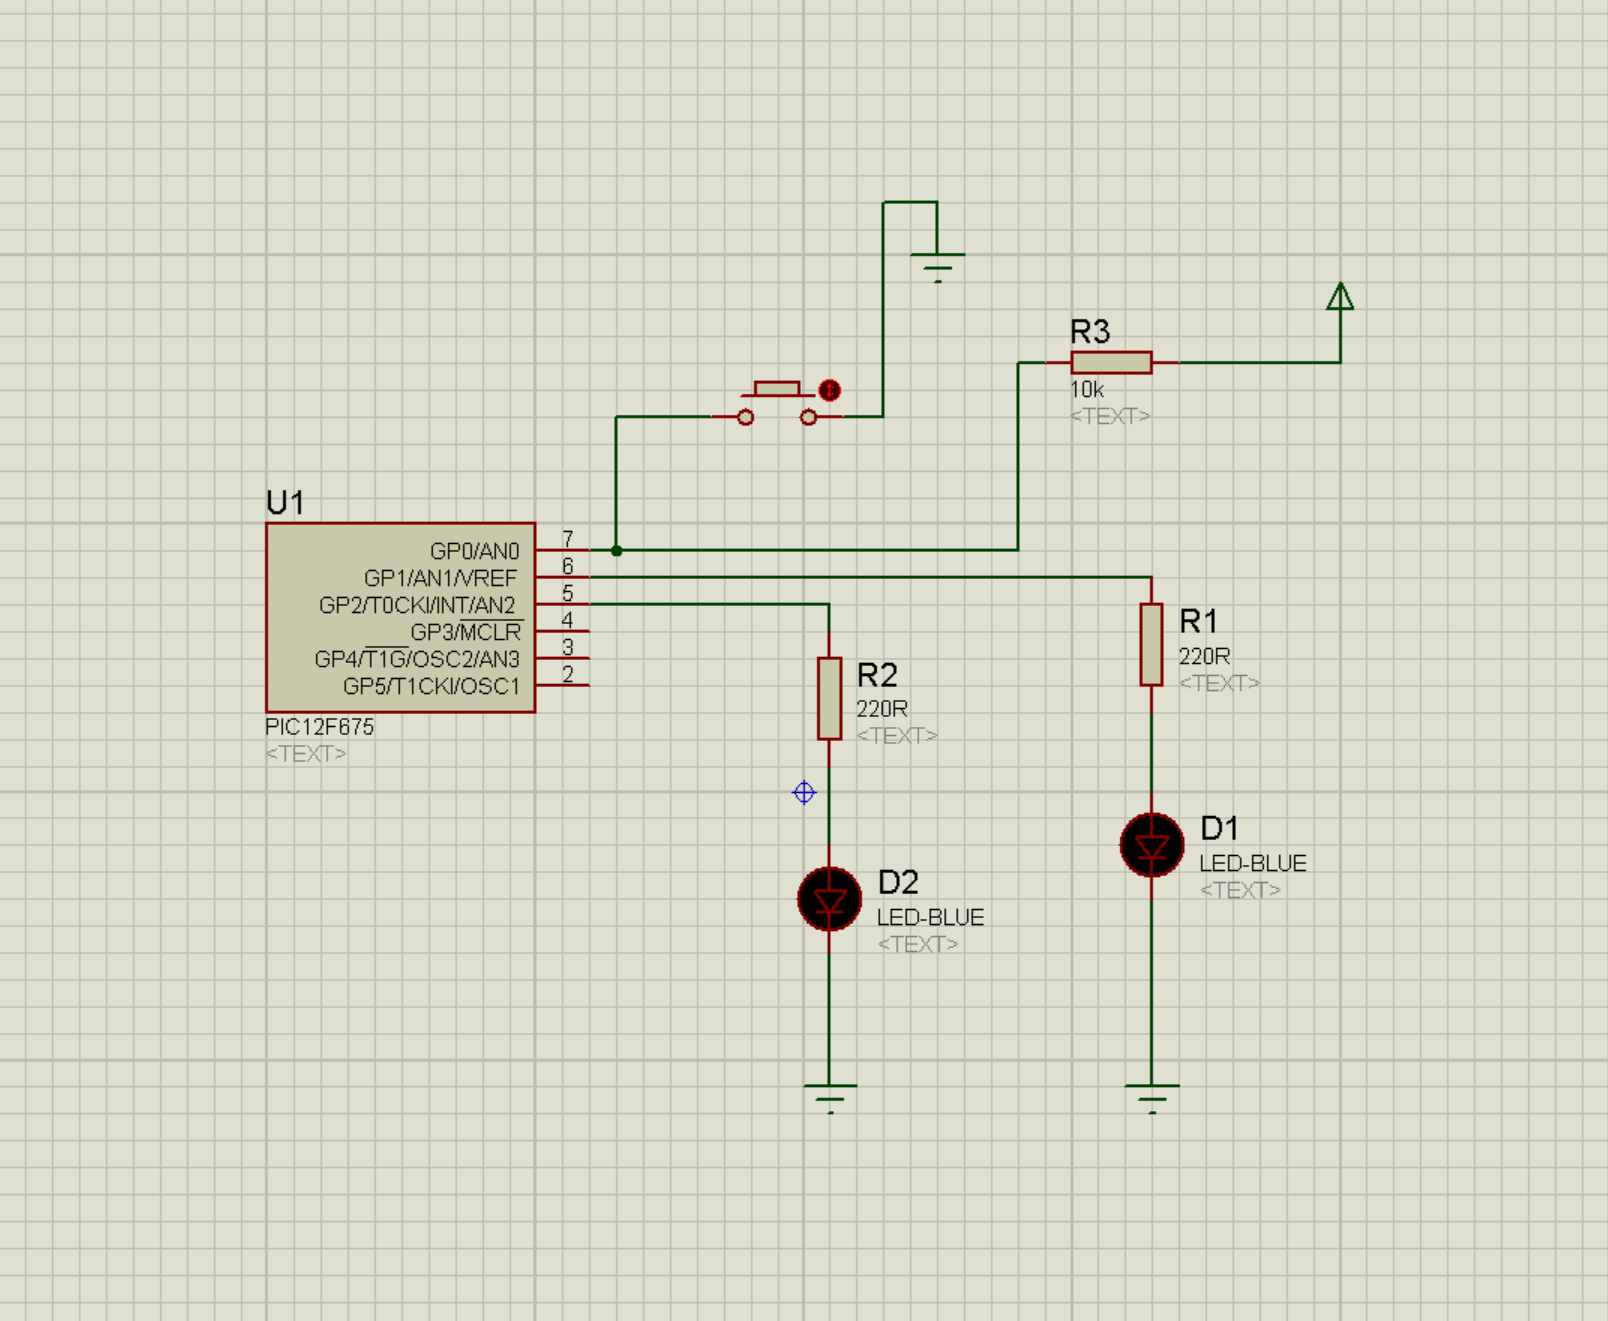 R3
10k
<TEXT>
U1
GP0/AN0 7
GP1/AN1/VREF 6
GP2/T0CKI/INT/AN2 5
GP3/MCLR 4
GP4/T1G/OSC2/AN3 3
GP5/T1CKI/OSC1 2
PIC12F675
<TEXT>
R1
220R
<TEXT>
R2
220R
<TEXT>
D1
LED-BLUE
<TEXT>
D2
LED-BLUE
<TEXT>